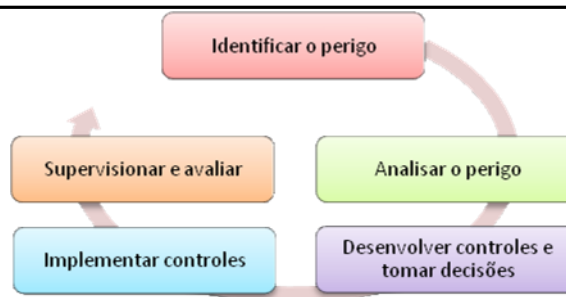 Identificar o perigo
Analisar o perigo
Desenvolver controles e
tomar decisões
Implementar controles
Supervisionar e avaliar